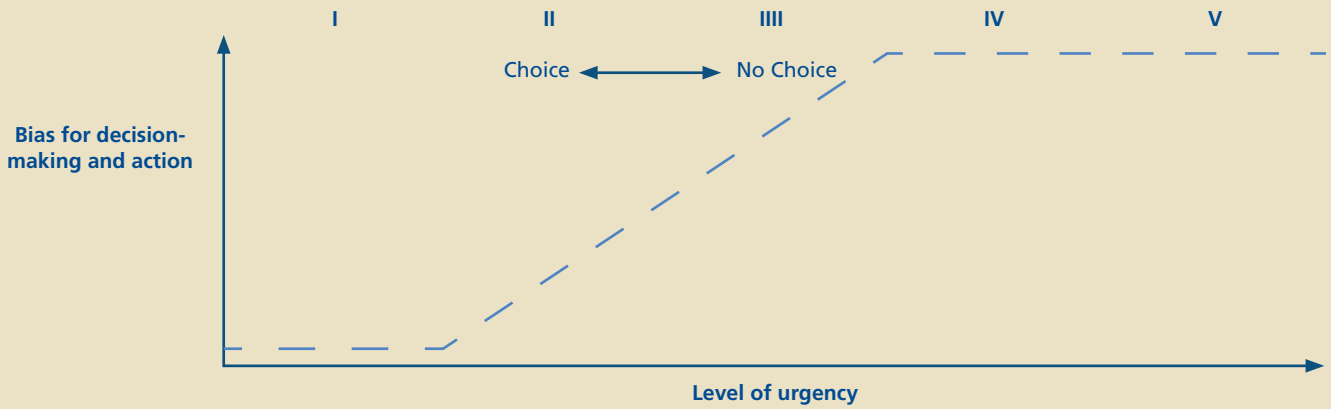 I II IIII IV V
Choice No Choice
Bias for decision-
making and action
Level of urgency